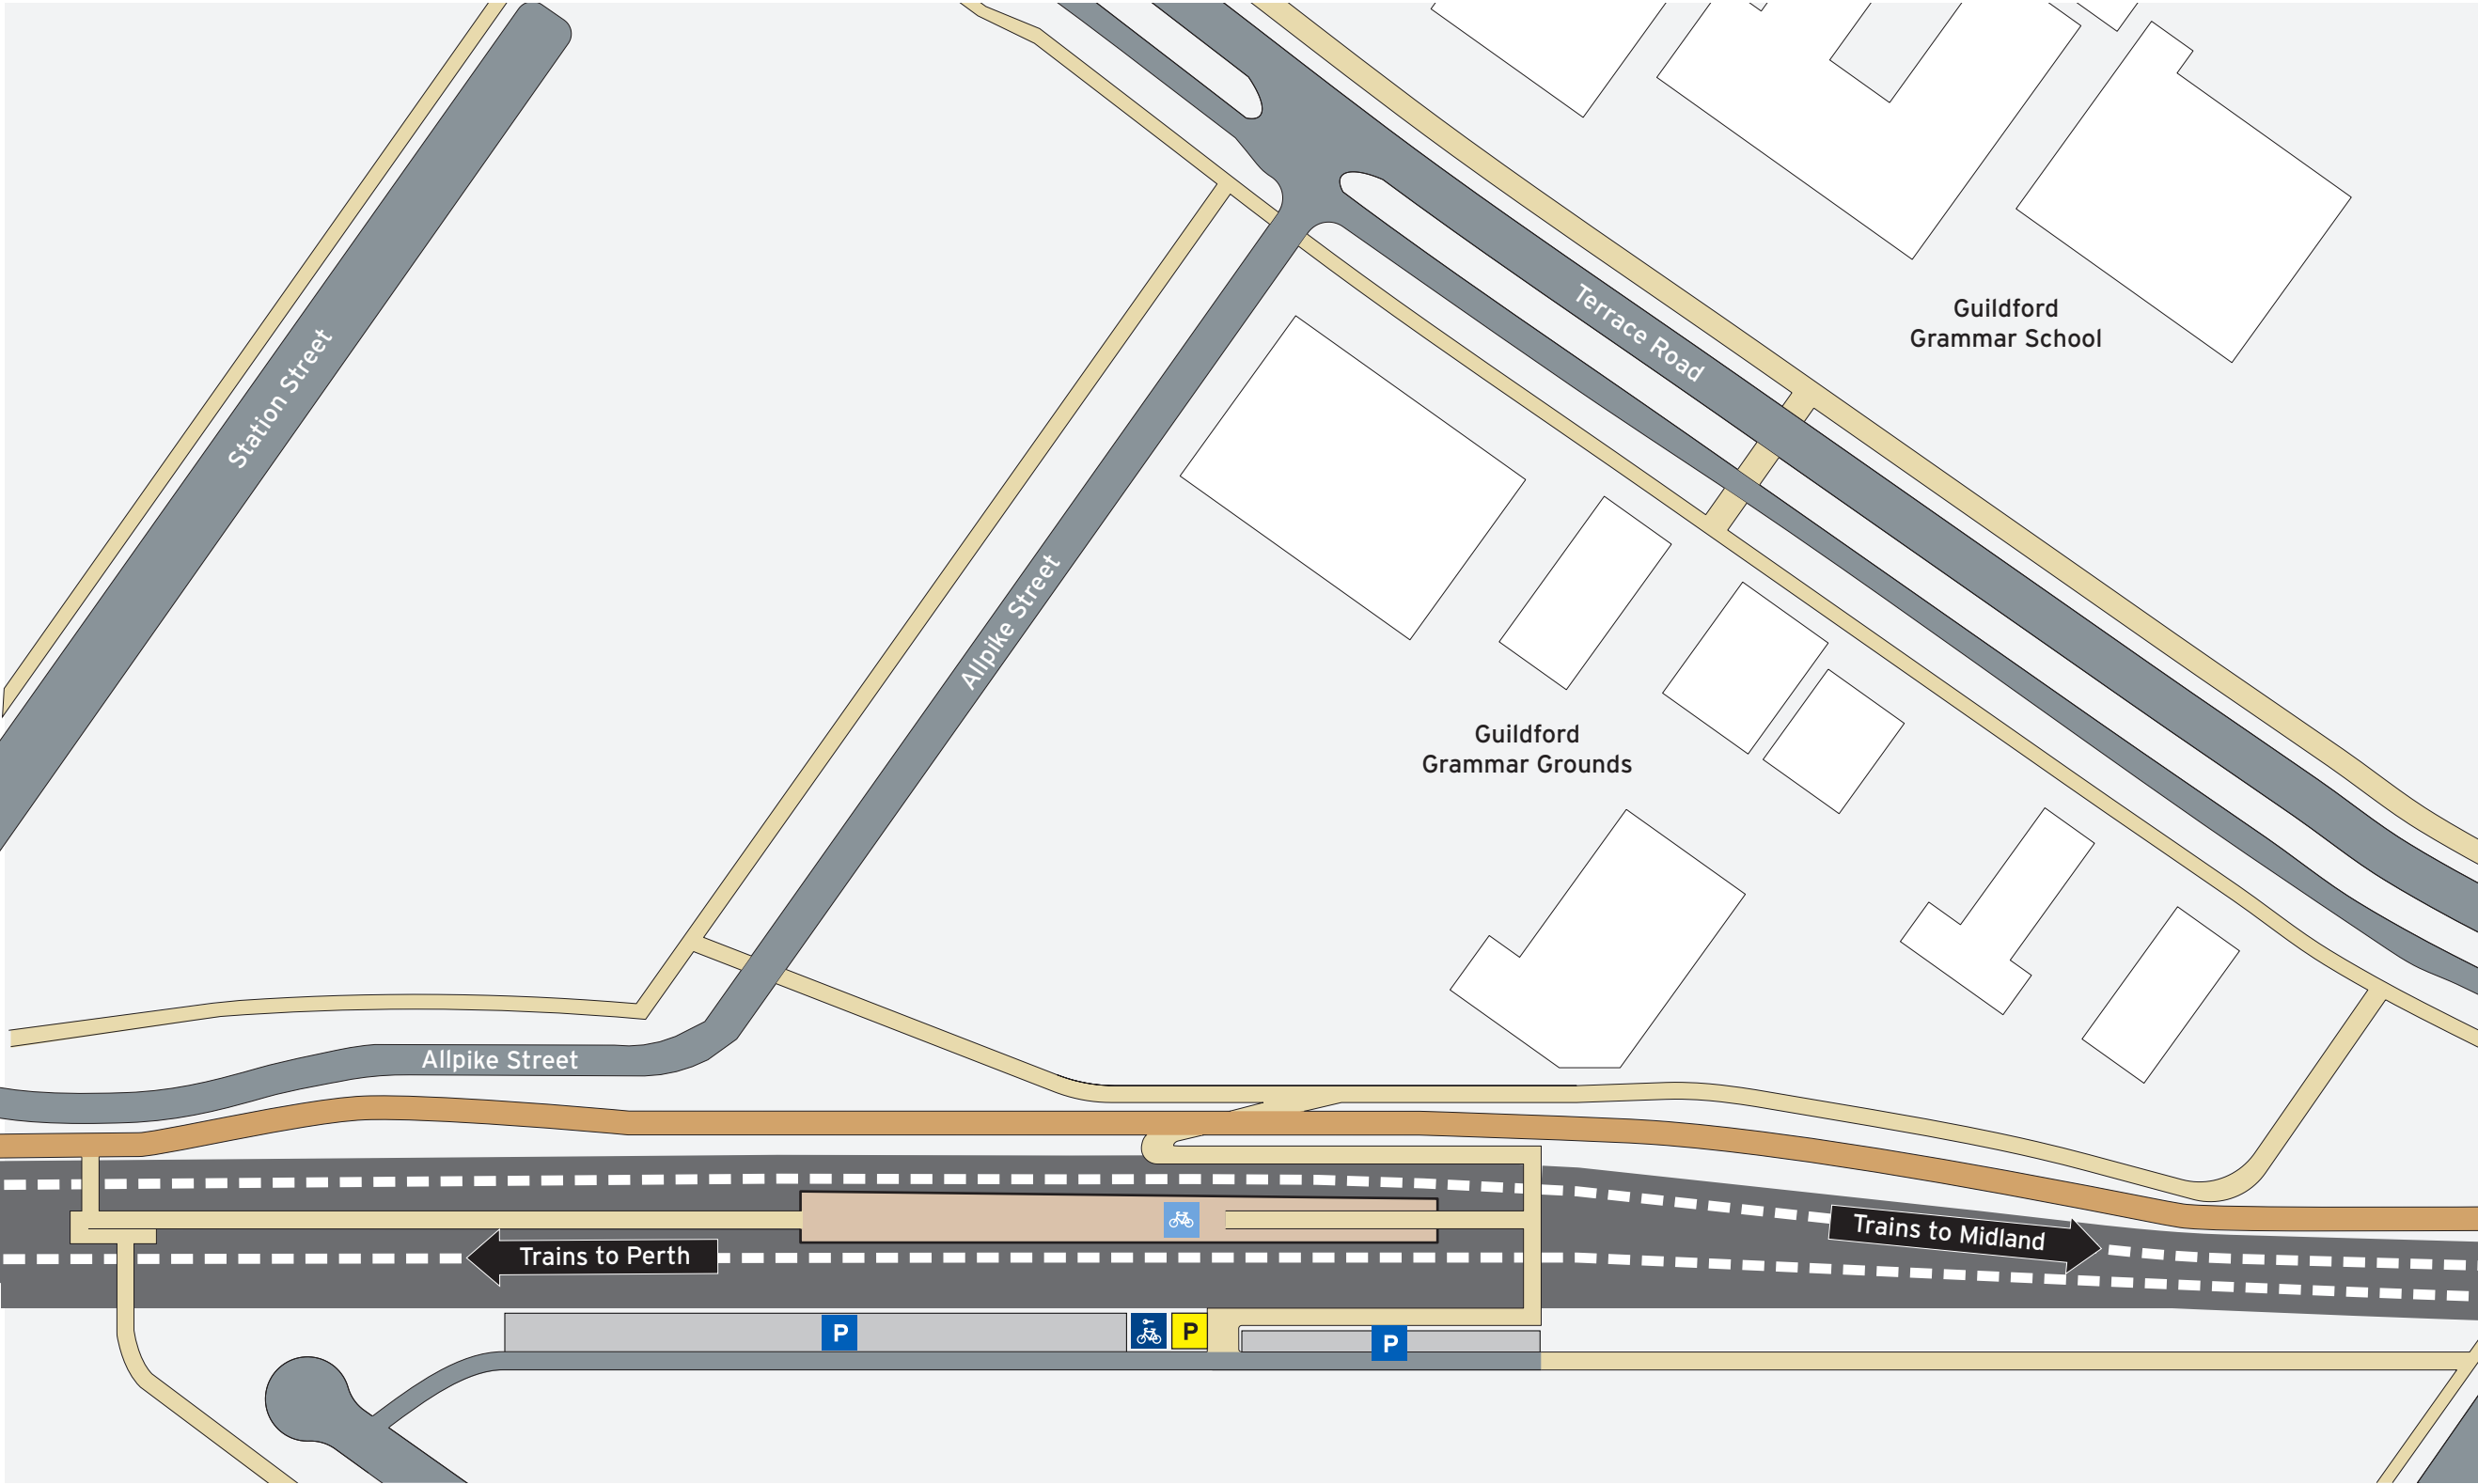 Terrace Road
Guildford
Grammar School
Station Street
Allpike Street
Guildford
Grammar Grounds
Allpike Street
Trains to Midland
Trains to Perth
P
P
P